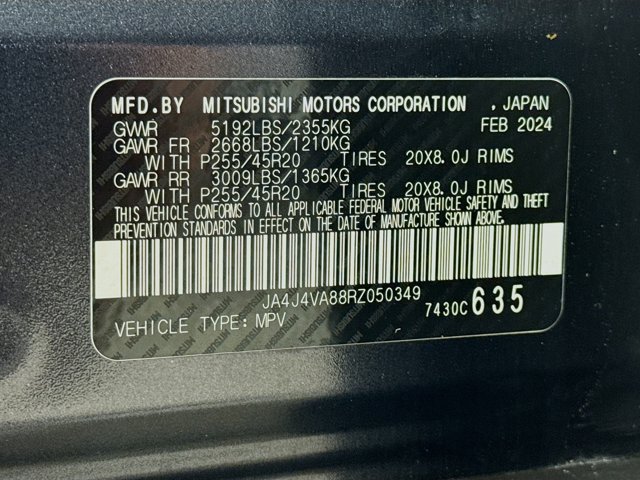 MFD.BY MITSUBISHI MOTORS CORPORATION , JAPAN
GVWR 5192LBS/2355KG FEB 2024
GAWR FR 2668LBS/1210KG
WITH P255/45R20 TIRES 20X8.0J RIMS
GAWR RR 3009LBS/1365KG
WITH P255/45R20 TIRES 20X8.0J RIMS
THIS VEHICLE CONFORMS TO ALL APPLICABLE FEDERAL MOTOR VEHICLE SAFETY AND THEFT
PREVENTION STANDARDS IN EFFECT ON THE DATE OF MANUFACTURE SHOWN ABOVE.
JA4J4VA88RZ050349
7430C635
VEHICLE TYPE: MPV